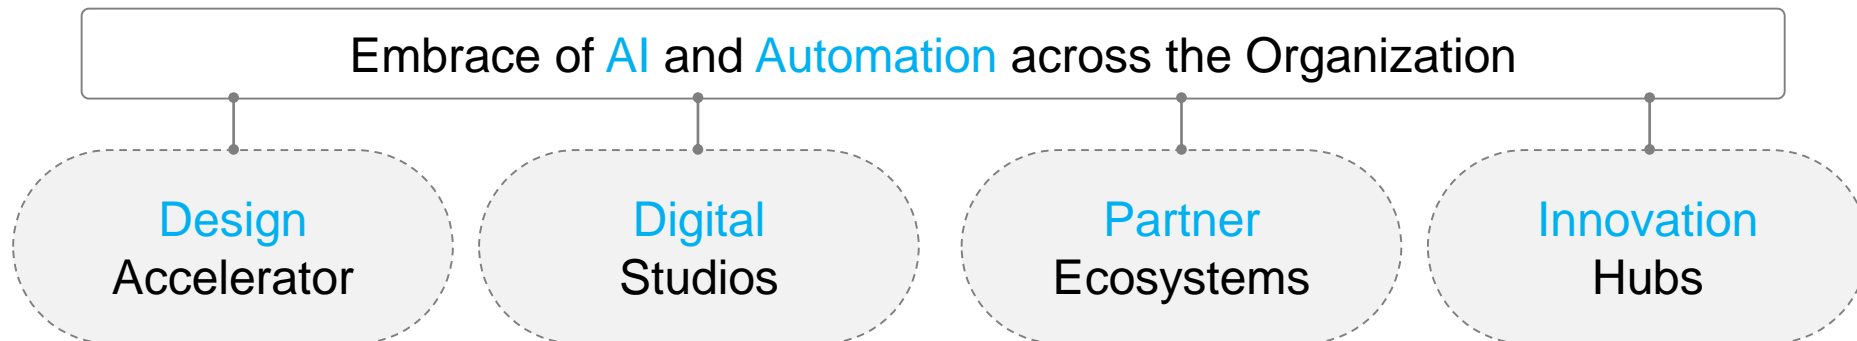 Embrace of AI and Automation across the Organization
Design
Accelerator
Digital
Studios
Partner
Ecosystems
Innovation
Hubs